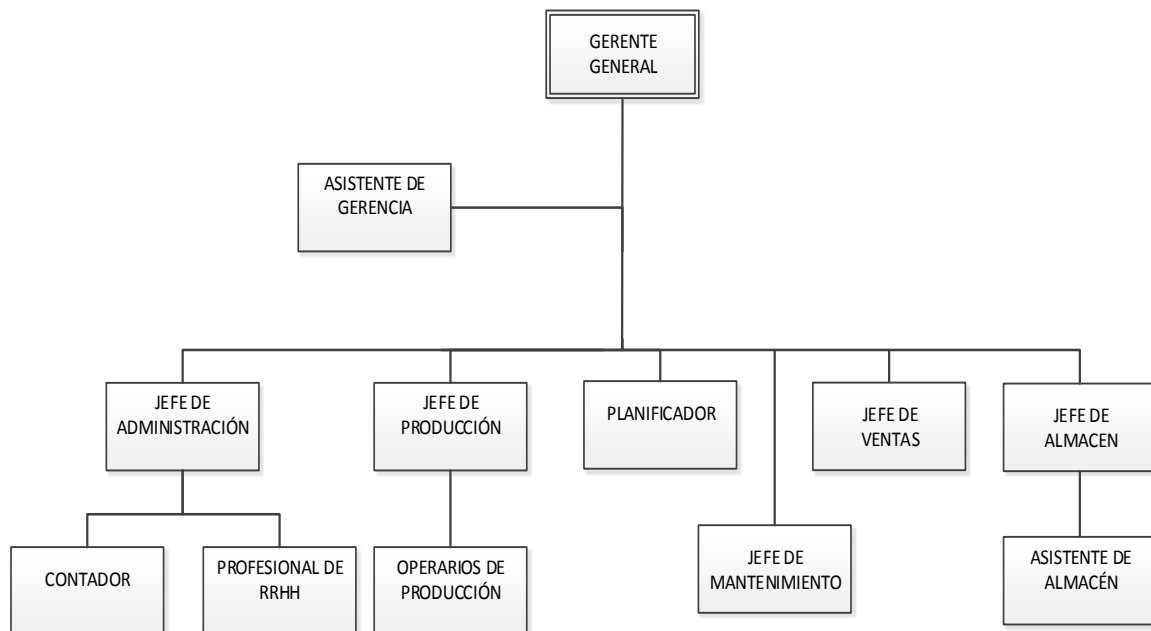 GERENTE
GENERAL
ASISTENTE DE
GERENCIA
JEFE DE
ADMINISTRACIÓN
JEFE DE
PRODUCCIÓN
PLANIFICADOR
JEFE DE
VENTAS
JEFE DE
ALMACEN
CONTADOR
PROFESIONAL DE
RRHH
OPERARIOS DE
PRODUCCIÓN
JEFE DE
MANTENIMIENTO
ASISTENTE DE
ALMACÉN